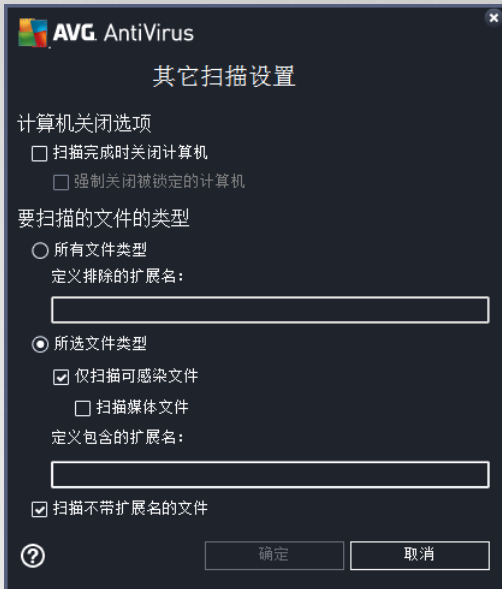 AVG AntiVirus
其它扫描设置
计算机关闭选项
扫描完成时关闭计算机
强制关闭被锁定的计算机
要扫描的文件的类型
所有文件类型
定义排除的扩展名：
所选文件类型
仅扫描可感染文件
扫描媒体文件
定义包含的扩展名：
扫描不带扩展名的文件
?
确定
取消